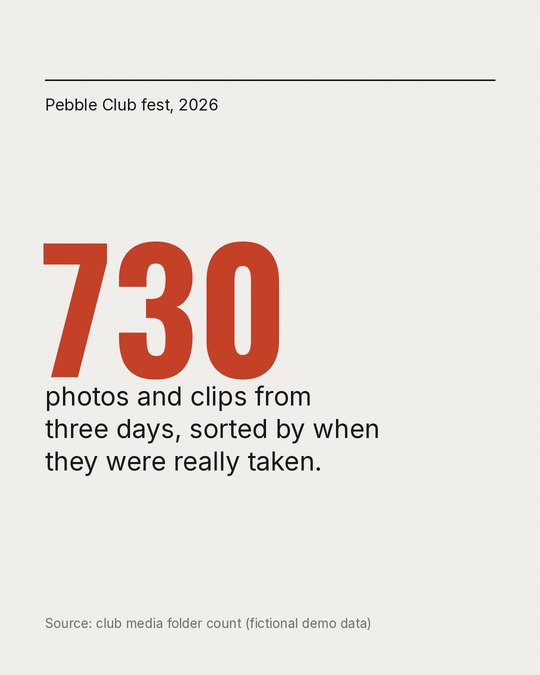 Pebble Club fest, 2026
730
photos and clips from
three days, sorted by when
they were really taken.
Source: club media folder count (fictional demo data)